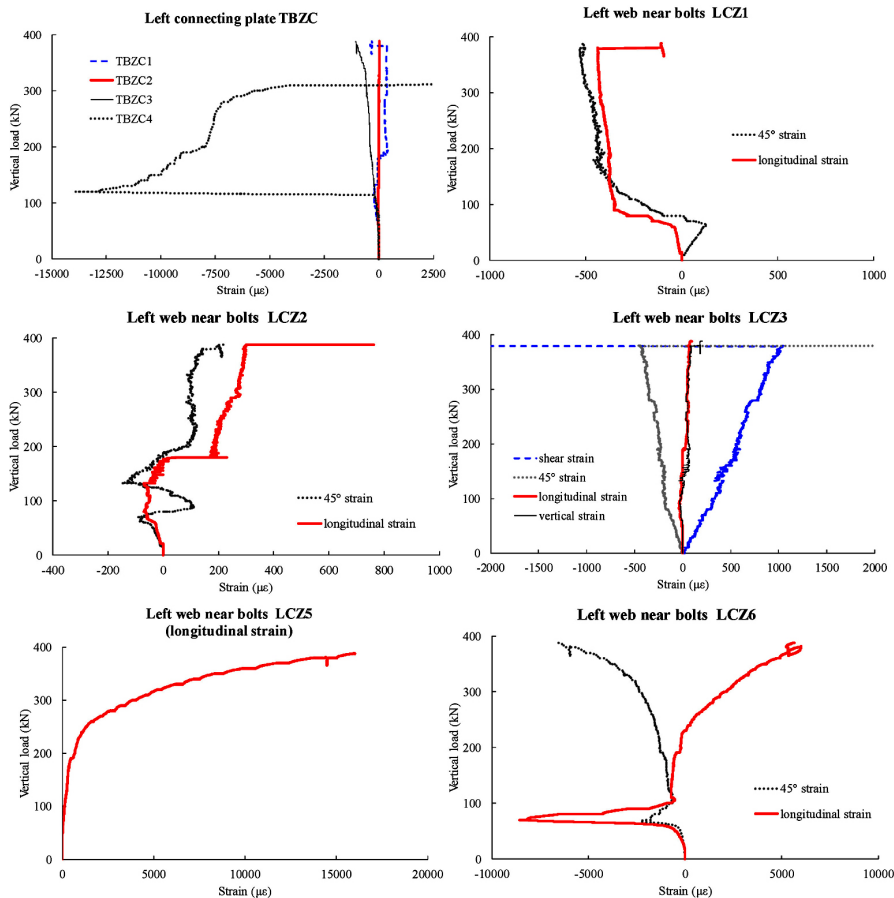 Left connecting plate TBZC
Vertical load (kN)
400
300
200
100
0
TBZC1
TBZC2
TBZC3
TBZC4
-15000 -12500 -10000 -7500 -5000 -2500 0 2500
Strain (με)
Left web near bolts LCZ1
Vertical load (kN)
500
400
300
200
100
0
45° strain
longitudinal strain
-1000 -500 0 500 1000
Strain (με)
Left web near bolts LCZ2
Vertical load (kN)
400
300
200
100
0
45° strain
longitudinal strain
-400 -200 0 200 400 600 800 1000
Strain (με)
Left web near bolts LCZ3
Vertical load (kN)
400
300
200
100
0
shear strain
45° strain
longitudinal strain
vertical strain
-2000 -1500 -1000 -500 0 500 1000 1500 2000
Strain (με)
Left web near bolts LCZ5
(longitudinal strain)
Vertical load (kN)
400
300
200
100
0
0 5000 10000 15000 20000
Strain (με)
Left web near bolts LCZ6
Vertical load (kN)
400
300
200
100
0
45° strain
longitudinal strain
-10000 -5000 0 5000 10000
Strain (με)